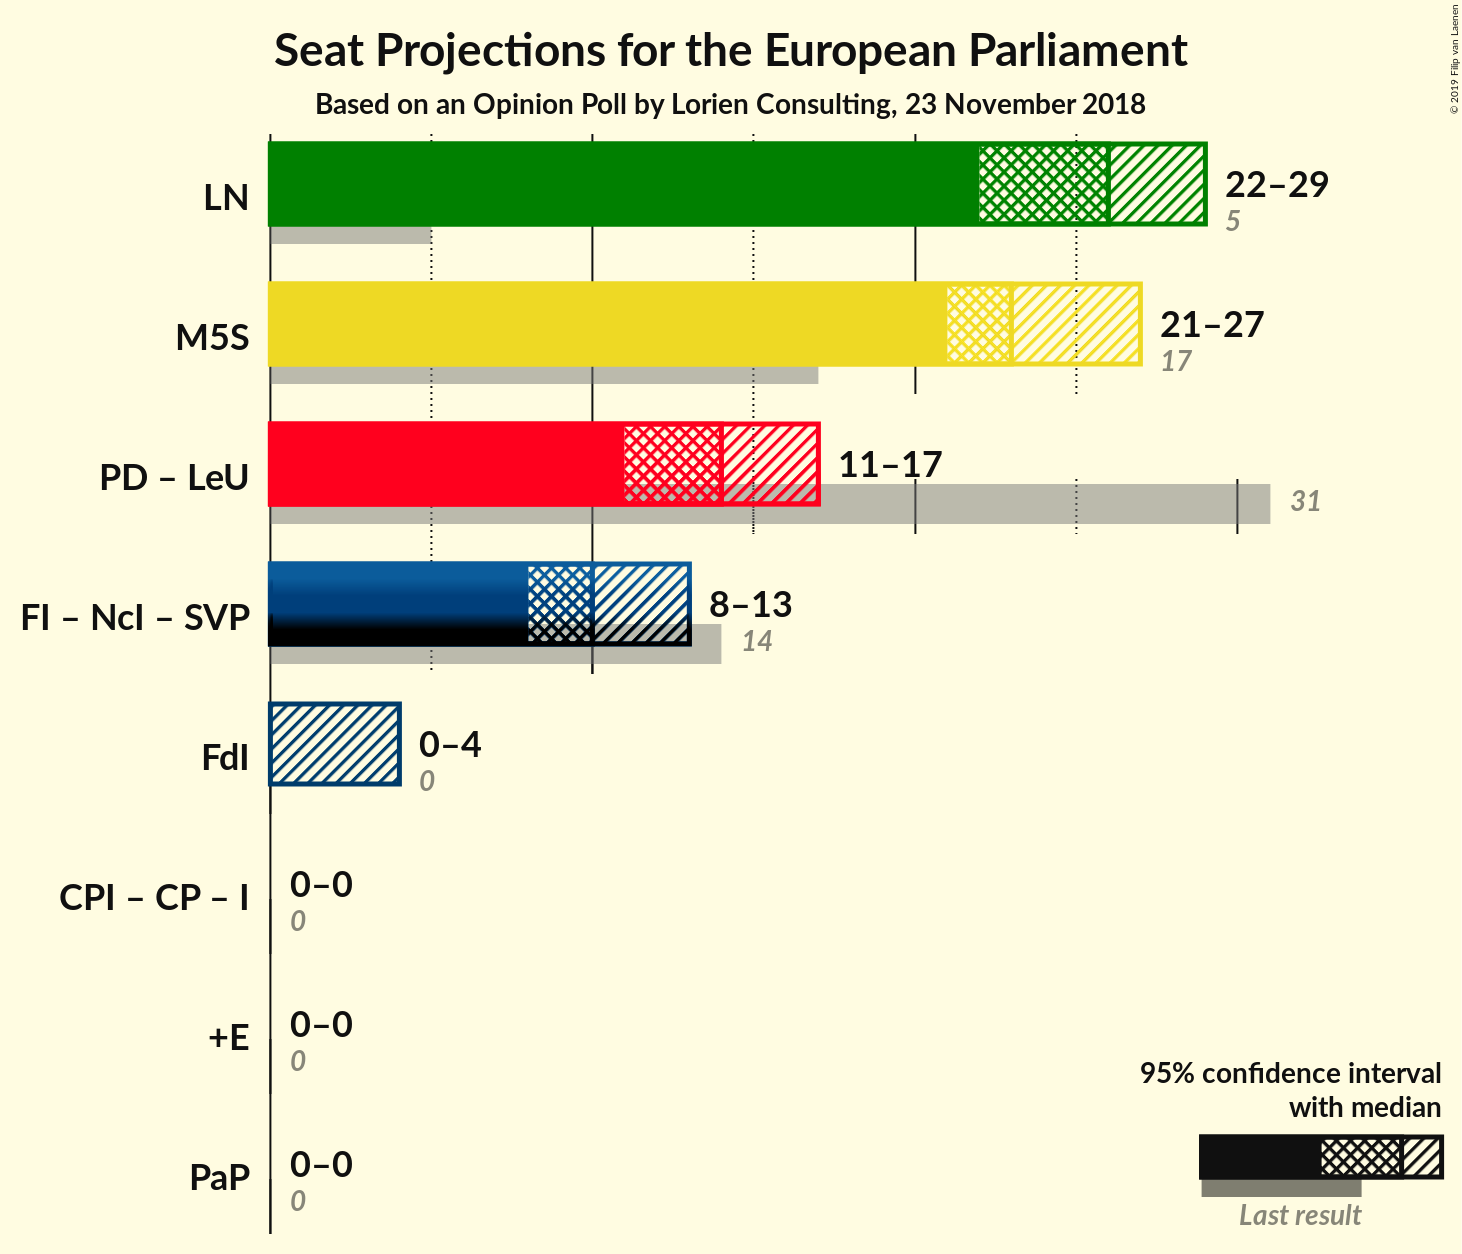 Seat Projections for the European Parliament
Based on an Opinion Poll by Lorien Consulting, 23 November 2018
© 2019 Filip van Laenen
LN
22–29
5
M5S
21–27
17
PD – LeU
11–17
31
FI – NcI – SVP
8–13
14
FdI
0–4
0
CPI – CP – I
0–0
0
+E
0–0
0
PaP
0–0
0
95% confidence interval
with median
Last result